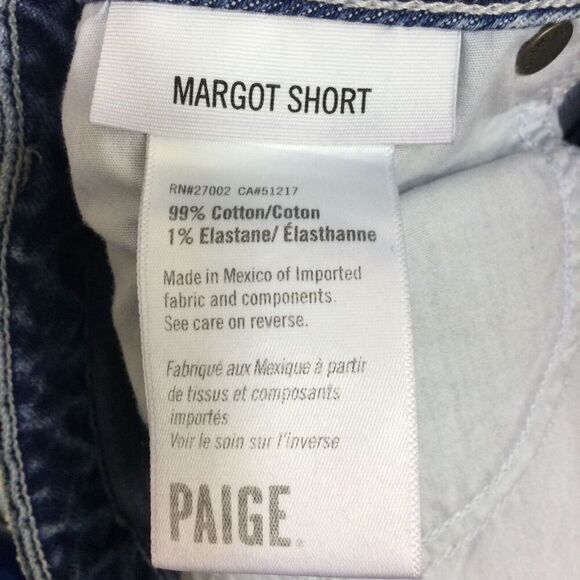 MARGOT SHORT
RN#27002 CA#51217
99% Cotton/Coton
1% Elastane/ Élasthanne
Made in Mexico of Imported
fabric and components.
See care on reverse.
Fabriqué aux Mexique à partir
de tissus et composants
importés
Voir le soin sur l'inverse
PAIGE®